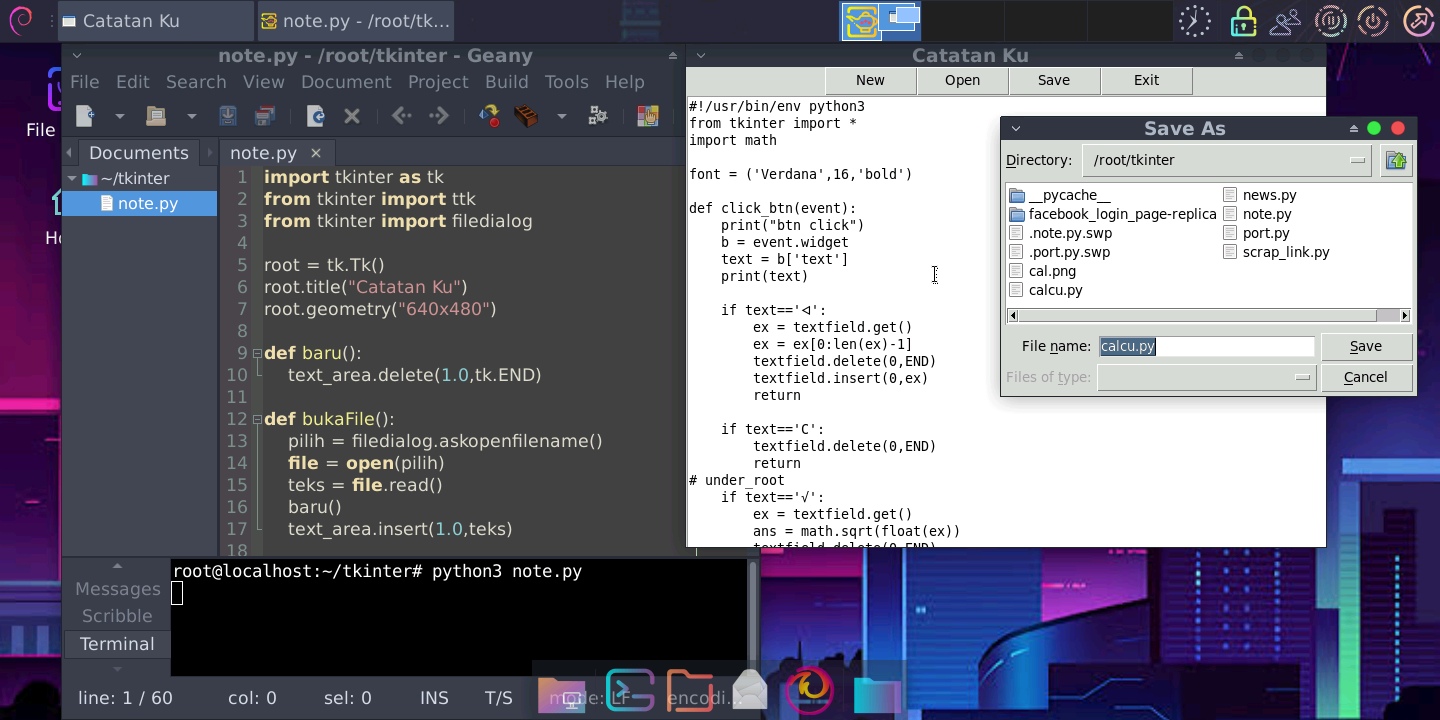 Catatan Ku
note.py - /root/tk...
File
Ho
note.py - /root/tkinter - Geany
File Edit Search View Document Project Build Tools Help
Documents
~/tkinter
note.py
note.py ×
1 import tkinter as tk
2 from tkinter import ttk
3 from tkinter import filedialog
4
5 root = tk.Tk()
6 root.title("Catatan Ku")
7 root.geometry("640x480")
8
9 def baru():
10 text_area.delete(1.0,tk.END)
11
12 def bukaFile():
13 pilih = filedialog.askopenfilename()
14 file = open(pilih)
15 teks = file.read()
16 baru()
17 text_area.insert(1.0,teks)
18
Messages
Scribble
Terminal
root@localhost:~/tkinter# python3 note.py
line: 1 / 60 col: 0 sel: 0 INS T/S mode: LF encodi...
Catatan Ku
New Open Save Exit
#!/usr/bin/env python3
from tkinter import *
import math
font = ('Verdana',16,'bold')
def click_btn(event):
print("btn click")
b = event.widget
text = b['text']
print(text)
if text=='⊲':
ex = textfield.get()
ex = ex[0:len(ex)-1]
textfield.delete(0,END)
textfield.insert(0,ex)
return
if text=='C':
textfield.delete(0,END)
return
# under_root
if text=='√':
ex = textfield.get()
ans = math.sqrt(float(ex))
textfield.delete(0,END)
Save As
Directory: /root/tkinter
__pycache__
facebook_login_page-replica
.note.py.swp
.port.py.swp
cal.png
calcu.py
news.py
note.py
port.py
scrap_link.py
File name: calcu.py Save
Files of type: Cancel